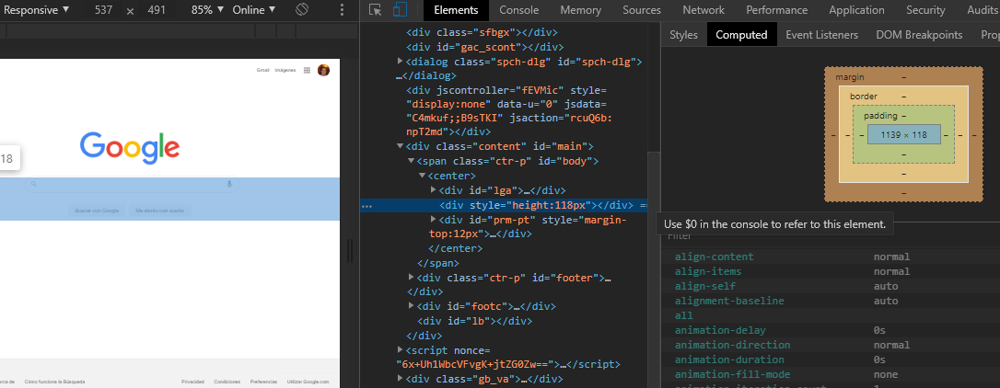 Responsive ▾ 537 × 491 85% ▾ Online ▾
Elements Console Memory Sources Network Performance Application Security Audits
Gmail Imágenes
Google
18
Buscar con Google Me siento con suerte
Cómo funciona la Búsqueda Privacidad Condiciones Preferences Utilizar Google.com
<div class="sfbgx"></div>
<div id="gac_scont"></div>
<dialog class="spch-dlg" id="spch-dlg">
…</dialog>
<div jscontroller="fEVMic" style=
"display:none" data-u="0" jsdata=
"C4mkuf;;B9sTKI" jsaction="rcuQ6b:
npT2md"></div>
<div class="content" id="main">
<span class="ctr-p" id="body">
<center>
<div id="lga">…</div>
… <div style="height:118px"></div> ==
<div id="prm-pt" style="margin-
top:12px">…</div>
</center>
</span>
<div class="ctr-p" id="footer">…
</div>
<div id="footc">…</div>
<div id="lb"></div>
</div>
<script nonce=
"6x+Uh1WbcVFvgK+jtZG0Zw==">…</script>
<div class="gb_va">…</div>
Styles Computed Event Listeners DOM Breakpoints
margin –
border –
padding –
– – – 1139 × 118 – – –
–
–
–
Use $0 in the console to refer to this element.
Filter
align-content normal
align-items normal
align-self auto
alignment-baseline auto
all
animation-delay 0s
animation-direction normal
animation-duration 0s
animation-fill-mode none
animation-iteration-count 1